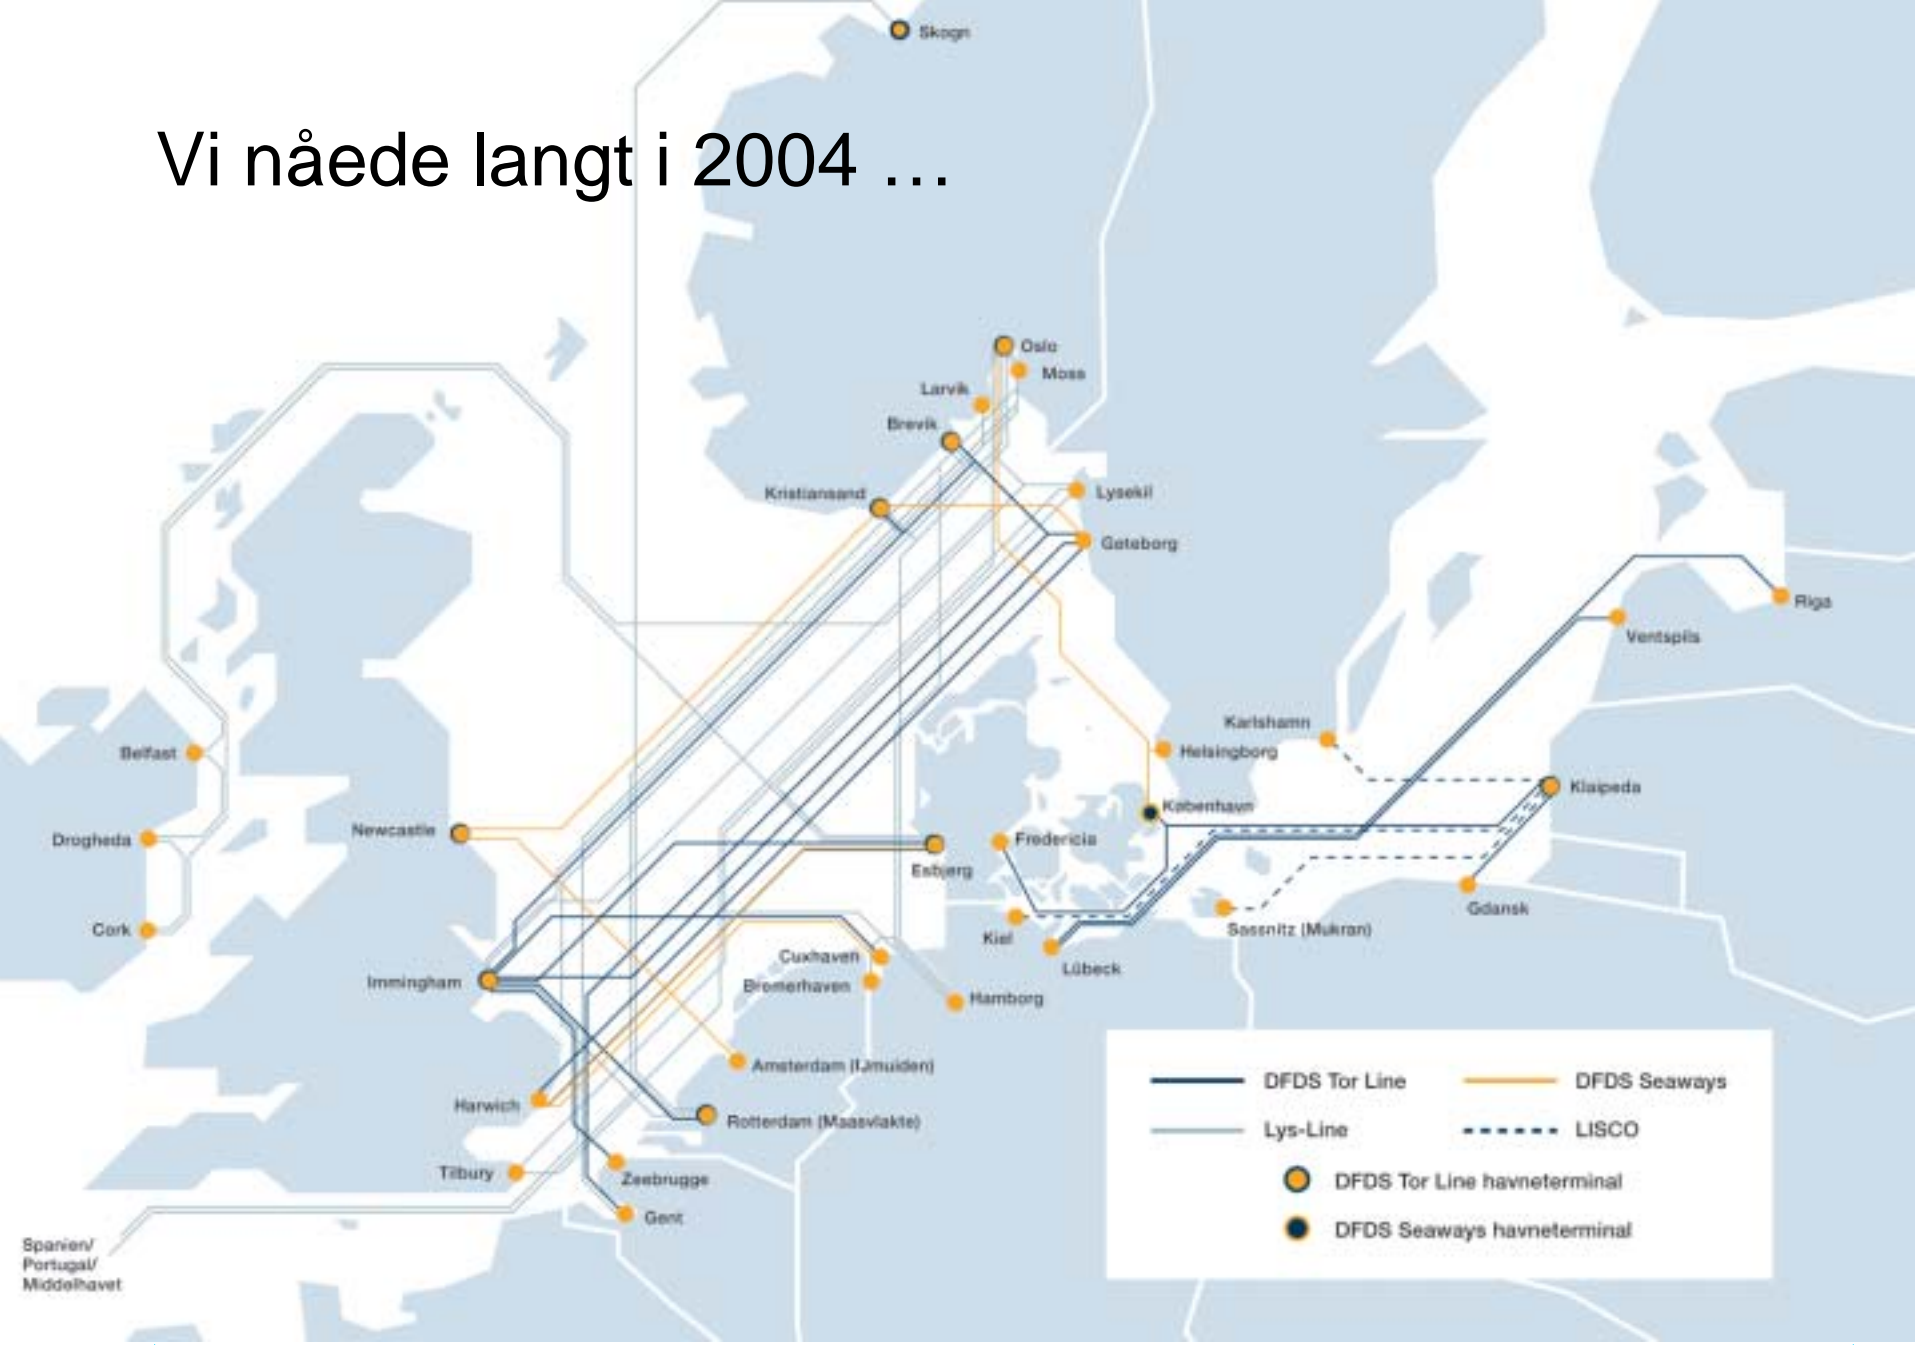 Skogn
Vi nåede langt i 2004 …
Oslo
Moss
Larvik
Brevik
Kristiansand
Lysekil
Gøteborg
Riga
Ventspils
Karlshamn
Helsingborg
Belfast
Klaipeda
København
Newcastle
Drogheda
Fredericia
Esbjerg
Gdansk
Cork
Sassnitz (Mukran)
Kiel
Cuxhaven
Lübeck
Immingham
Bremerhaven
Hamborg
Amsterdam (IJmuiden)
Harwich
Rotterdam (Maasvlakte)
Tilbury
Zeebrugge
Gent
Spanien/
Portugal/
Middelhavet
DFDS Tor Line
DFDS Seaways
Lys-Line
LISCO
DFDS Tor Line havneterminal
DFDS Seaways havneterminal